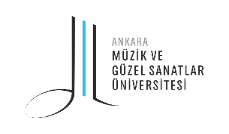 ANKARA
MÜZİK VE
GÜZEL SANATLAR
ÜNİVERSİTESİ